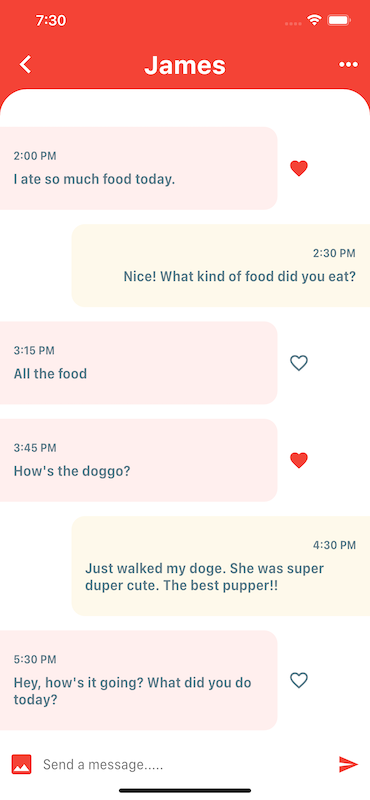 7:30
James
2:00 PM
I ate so much food today.
2:30 PM
Nice! What kind of food did you eat?
3:15 PM
All the food
3:45 PM
How's the doggo?
4:30 PM
Just walked my doge. She was super
duper cute. The best pupper!!
5:30 PM
Hey, how's it going? What did you do
today?
Send a message.....